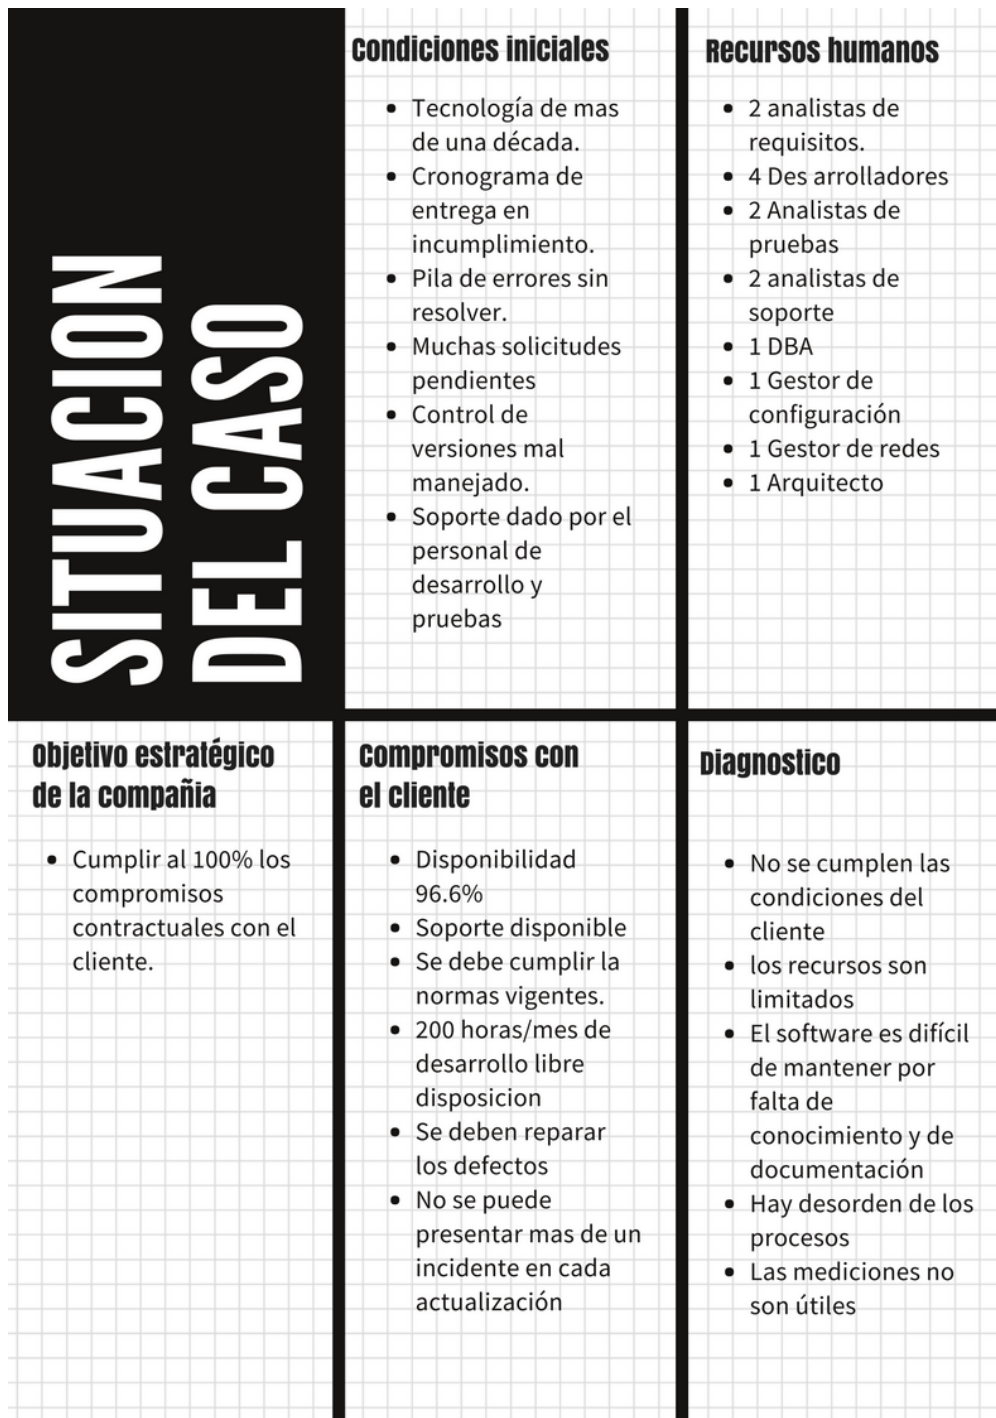 SITUACION
DEL CASO
Condiciones iniciales
Tecnología de mas
de una década.
Cronograma de
entrega en
incumplimiento.
Pila de errores sin
resolver.
Muchas solicitudes
pendientes
Control de
versiones mal
manejado.
Soporte dado por el
personal de
desarrollo y
pruebas
Recursos humanos
2 analistas de
requisitos.
4 Des arrolladores
2 Analistas de
pruebas
2 analistas de
soporte
1 DBA
1 Gestor de
configuración
1 Gestor de redes
1 Arquitecto
Objetivo estratégico
de la compañia
Cumplir al 100% los
compromisos
contractuales con el
cliente.
Compromisos con
el cliente
Disponibilidad
96.6%
Soporte disponible
Se debe cumplir la
normas vigentes.
200 horas/mes de
desarrollo libre
disposicion
Se deben reparar
los defectos
No se puede
presentar mas de un
incidente en cada
actualización
Diagnostico
No se cumplen las
condiciones del
cliente
los recursos son
limitados
El software es difícil
de mantener por
falta de
conocimiento y de
documentación
Hay desorden de los
procesos
Las mediciones no
son útiles